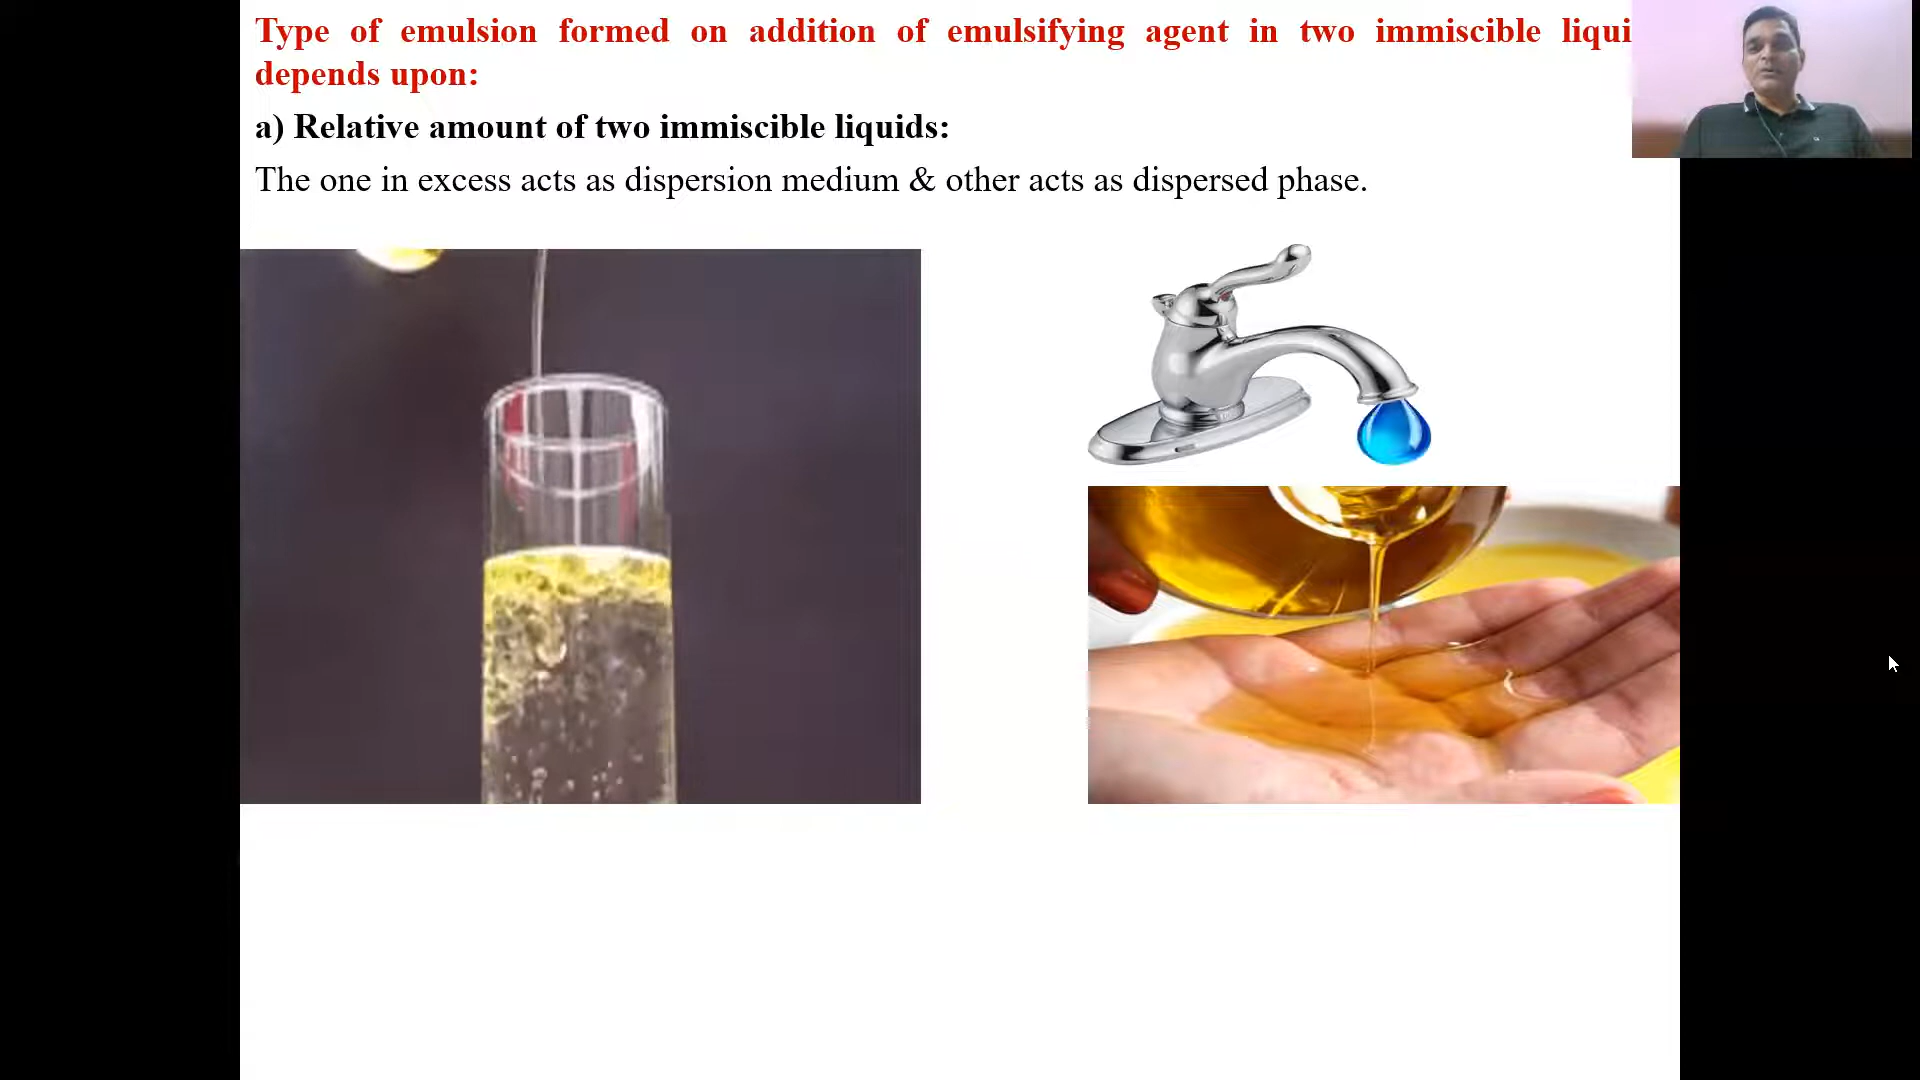 Type of emulsion formed on addition of emulsifying agent in two immiscible liqui
depends upon:
a) Relative amount of two immiscible liquids:
The one in excess acts as dispersion medium & other acts as dispersed phase.